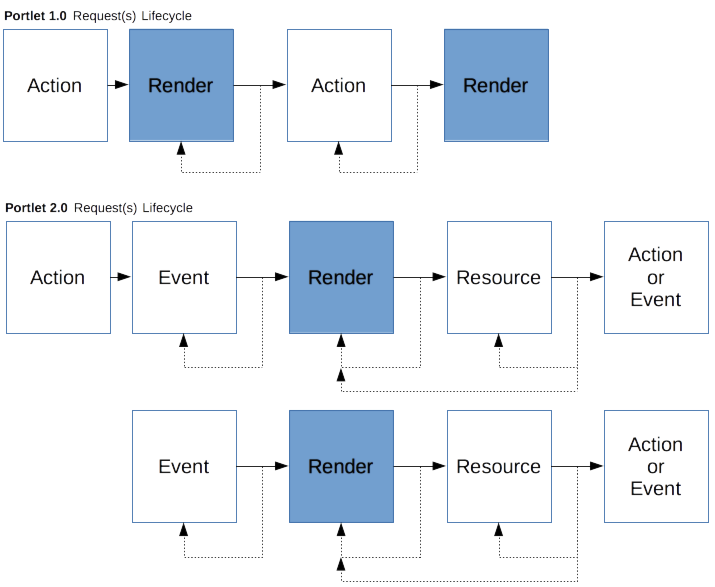 Portlet 1.0 Request(s) Lifecycle
Action
Render
Action
Render
Portlet 2.0 Request(s) Lifecycle
Action
Event
Render
Resource
Action
or
Event
Event
Render
Resource
Action
or
Event